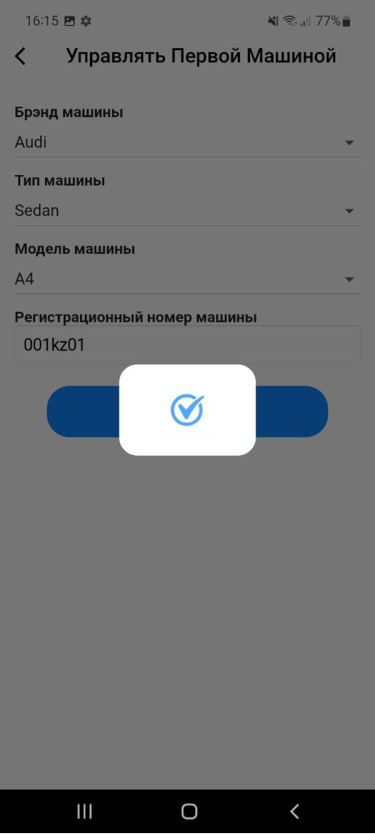 16:15 77%
Управлять Первой Машиной
Брэнд машины
Audi
Тип машины
Sedan
Модель машины
A4
Регистрационный номер машины
001kz01